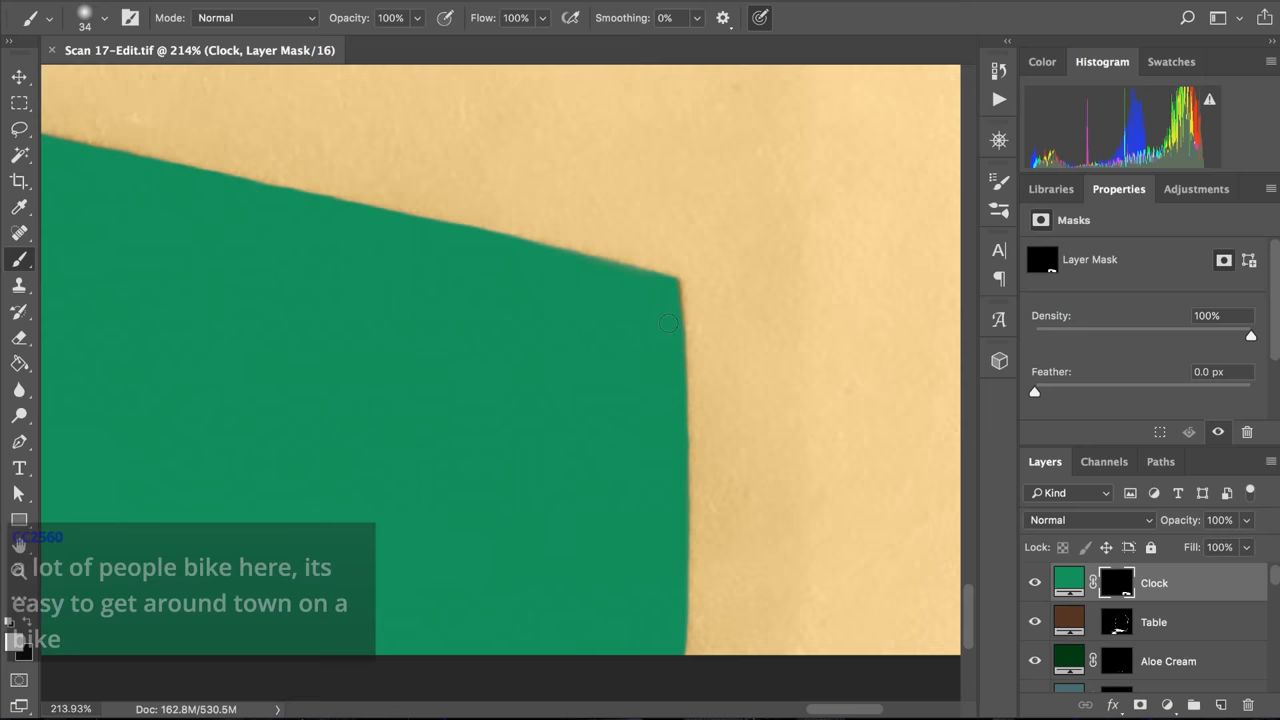 34
Mode: Normal
Opacity: 100%
Flow: 100%
Smoothing: 0%
× Scan 17-Edit.tif @ 214% (Clock, Layer Mask/16)
Color
Histogram
Swatches
Libraries
Properties
Adjustments
Masks
Layer Mask
Density: 100%
Feather: 0.0 px
Layers
Channels
Paths
Kind
Normal
Opacity: 100%
Lock:
Fill: 100%
Clock
Table
Aloe Cream
CC2560
a lot of people bike here, its
easy to get around town on a
bike
213.93%
Doc: 162.8M/530.5M